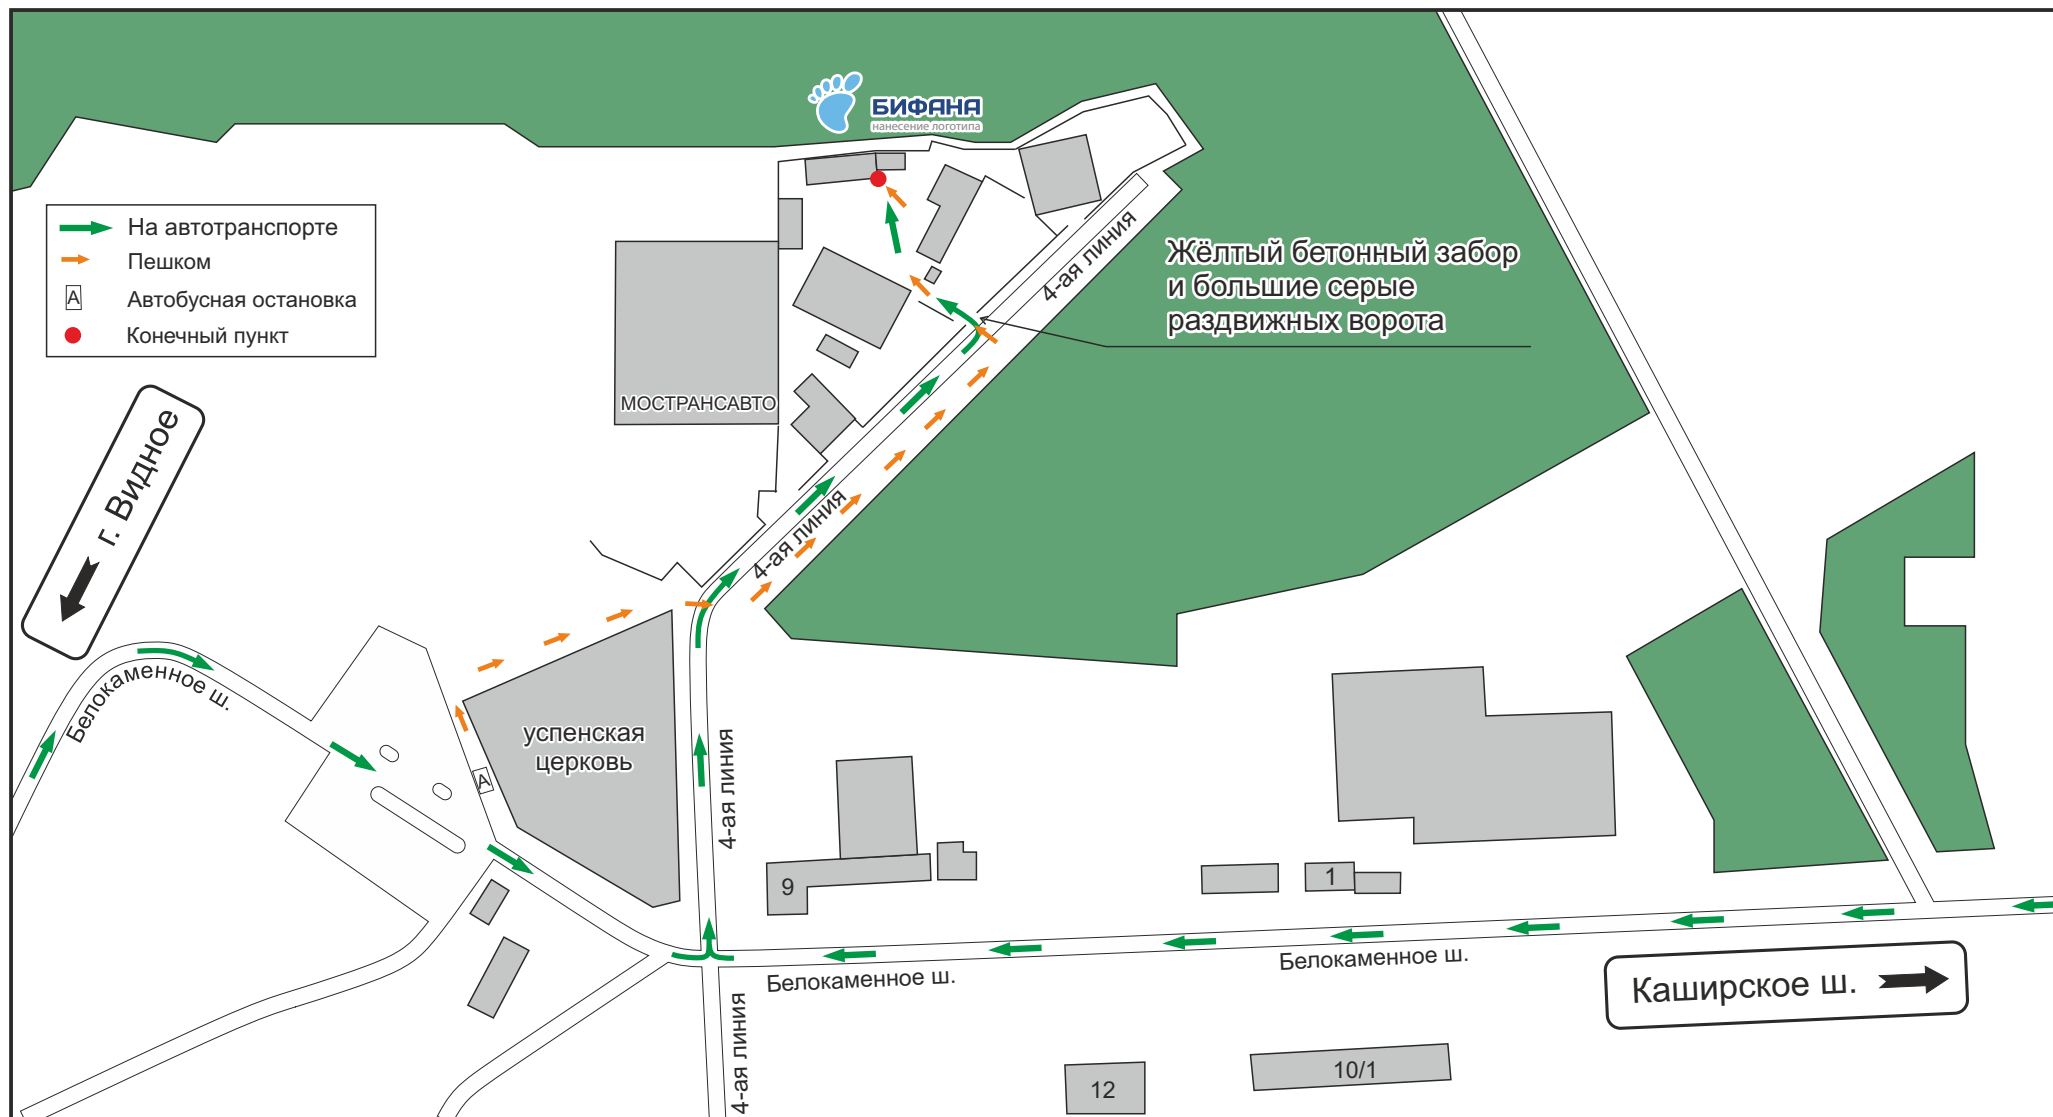 БИФАНА
нанесение логотипа
На автотранспорте
Пешком
А
Автобусная остановка
Конечный пункт
Жёлтый бетонный забор
и большие серые
раздвижных ворота
4-ая линия
МОСТРАНСАВТО
г. Видное
4-ая линия
Белокаменное ш.
успенская
церковь
А
4-ая линия
9
1
Белокаменное ш.
Белокаменное ш.
Каширское ш.
4-ая линия
12
10/1